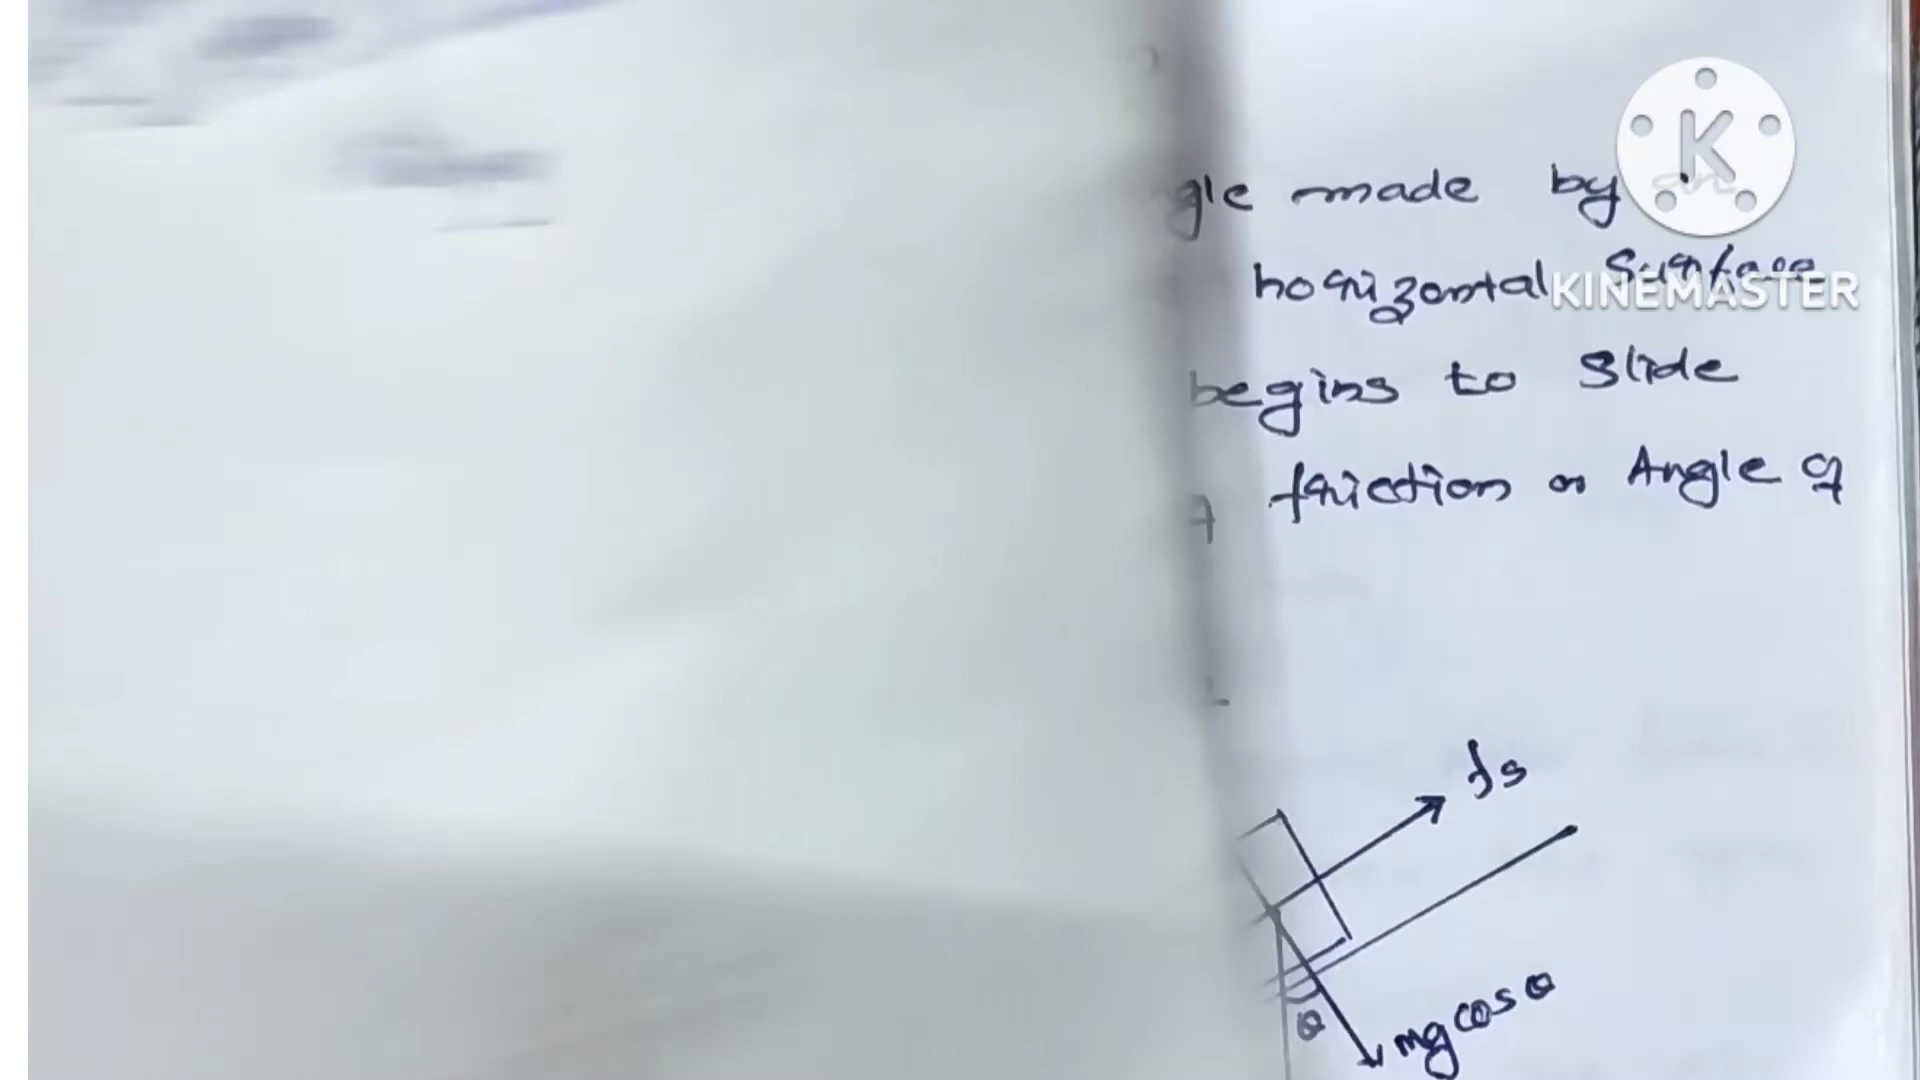 gle made by
horizontal Surface
KINEMASTER
begins to slide
friction or Angle of
fs
θ
mg cos θ